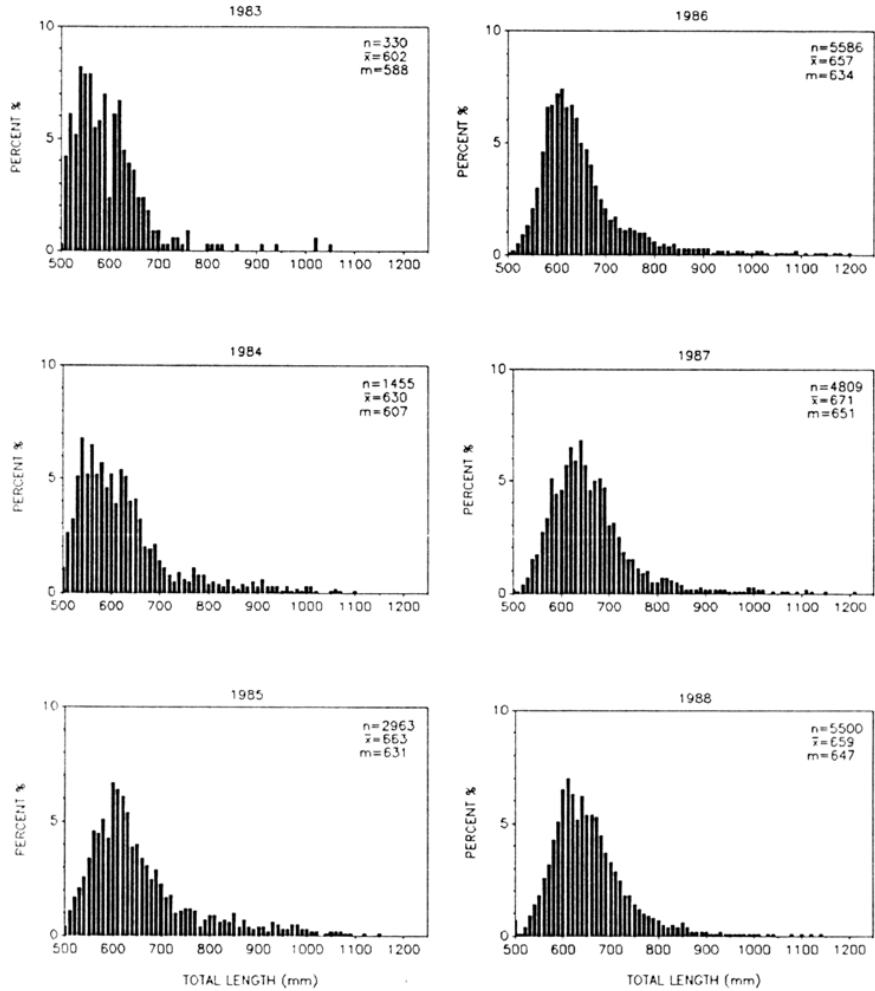 1983
10
5
0
PERCENT %
n=330
x̄=602
m=588
500 600 700 800 900 1000 1100 1200
1984
10
5
0
PERCENT %
n=1455
x̄=630
m=607
500 600 700 800 900 1000 1100 1200
1985
10
5
0
PERCENT %
n=2963
x̄=663
m=631
500 600 700 800 900 1000 1100 1200
TOTAL LENGTH (mm)
1986
10
5
0
PERCENT %
n=5586
x̄=657
m=634
500 600 700 800 900 1000 1100 1200
1987
10
5
0
PERCENT %
n=4809
x̄=671
m=651
500 600 700 800 900 1000 1100 1200
1988
10
5
0
PERCENT %
n=5500
x̄=659
m=647
500 600 700 800 900 1000 1100 1200
TOTAL LENGTH (mm)